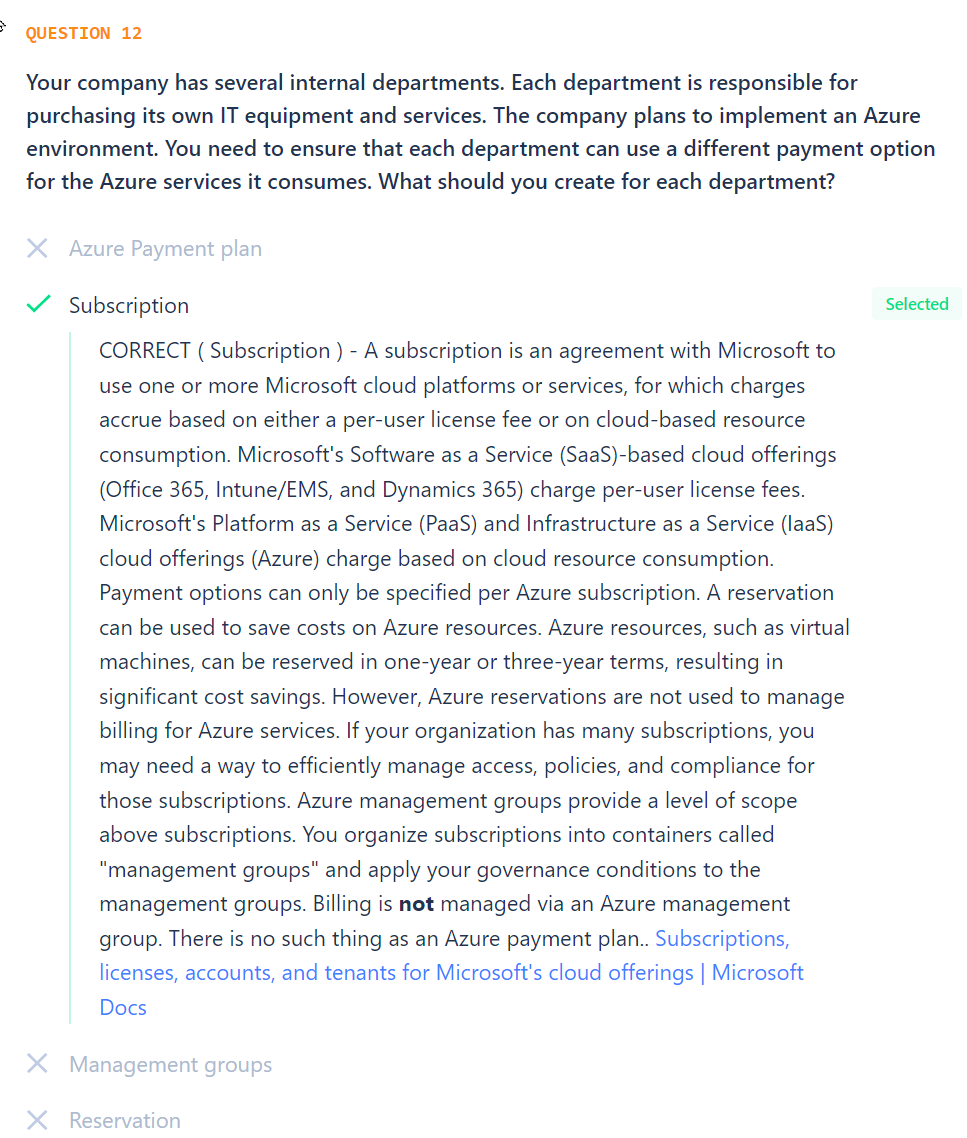 QUESTION 12
Your company has several internal departments. Each department is responsible for
purchasing its own IT equipment and services. The company plans to implement an Azure
environment. You need to ensure that each department can use a different payment option
for the Azure services it consumes. What should you create for each department?
Azure Payment plan
Subscription
Selected
CORRECT ( Subscription ) - A subscription is an agreement with Microsoft to
use one or more Microsoft cloud platforms or services, for which charges
accrue based on either a per-user license fee or on cloud-based resource
consumption. Microsoft's Software as a Service (SaaS)-based cloud offerings
(Office 365, Intune/EMS, and Dynamics 365) charge per-user license fees.
Microsoft's Platform as a Service (PaaS) and Infrastructure as a Service (IaaS)
cloud offerings (Azure) charge based on cloud resource consumption.
Payment options can only be specified per Azure subscription. A reservation
can be used to save costs on Azure resources. Azure resources, such as virtual
machines, can be reserved in one-year or three-year terms, resulting in
significant cost savings. However, Azure reservations are not used to manage
billing for Azure services. If your organization has many subscriptions, you
may need a way to efficiently manage access, policies, and compliance for
those subscriptions. Azure management groups provide a level of scope
above subscriptions. You organize subscriptions into containers called
"management groups" and apply your governance conditions to the
management groups. Billing is not managed via an Azure management
group. There is no such thing as an Azure payment plan.. Subscriptions,
licenses, accounts, and tenants for Microsoft's cloud offerings | Microsoft
Docs
Management groups
Reservation